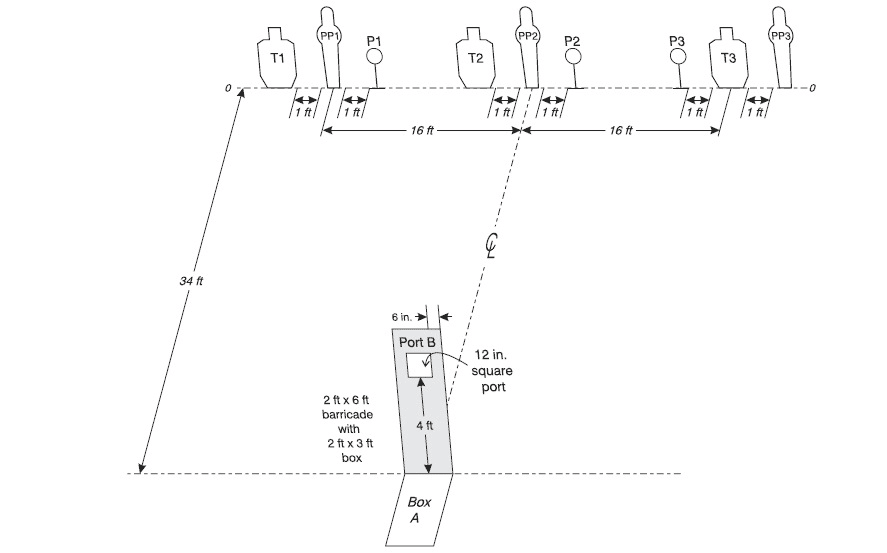 PP1
PP2
PP3
P1
P2
P3
T1
T2
T3
0
0
1 ft
1 ft
1 ft
1 ft
1 ft
1 ft
16 ft
16 ft
CL
34 ft
6 in.
Port B
12 in.
square
port
2 ft x 6 ft
barricade
with
2 ft x 3 ft
box
4 ft
Box
A